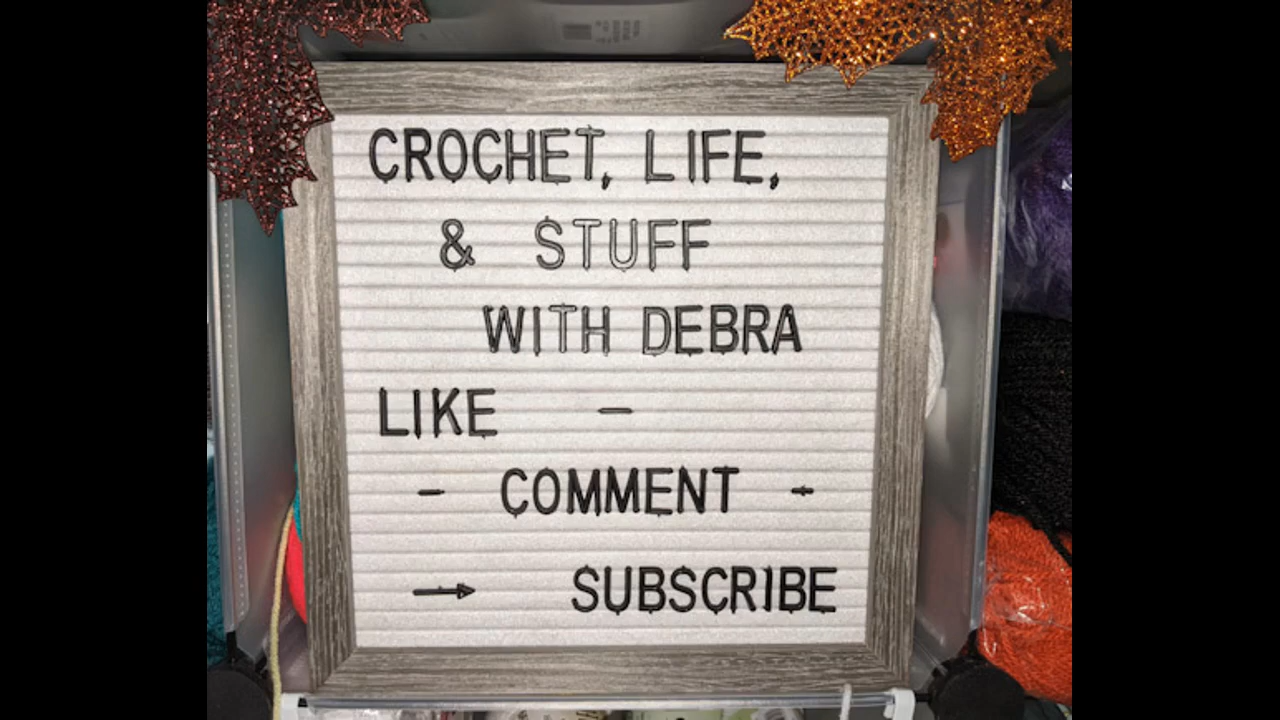 CROCHET, LIFE,
& STUFF
WITH DEBRA
LIKE -
- COMMENT -
→ SUBSCRIBE